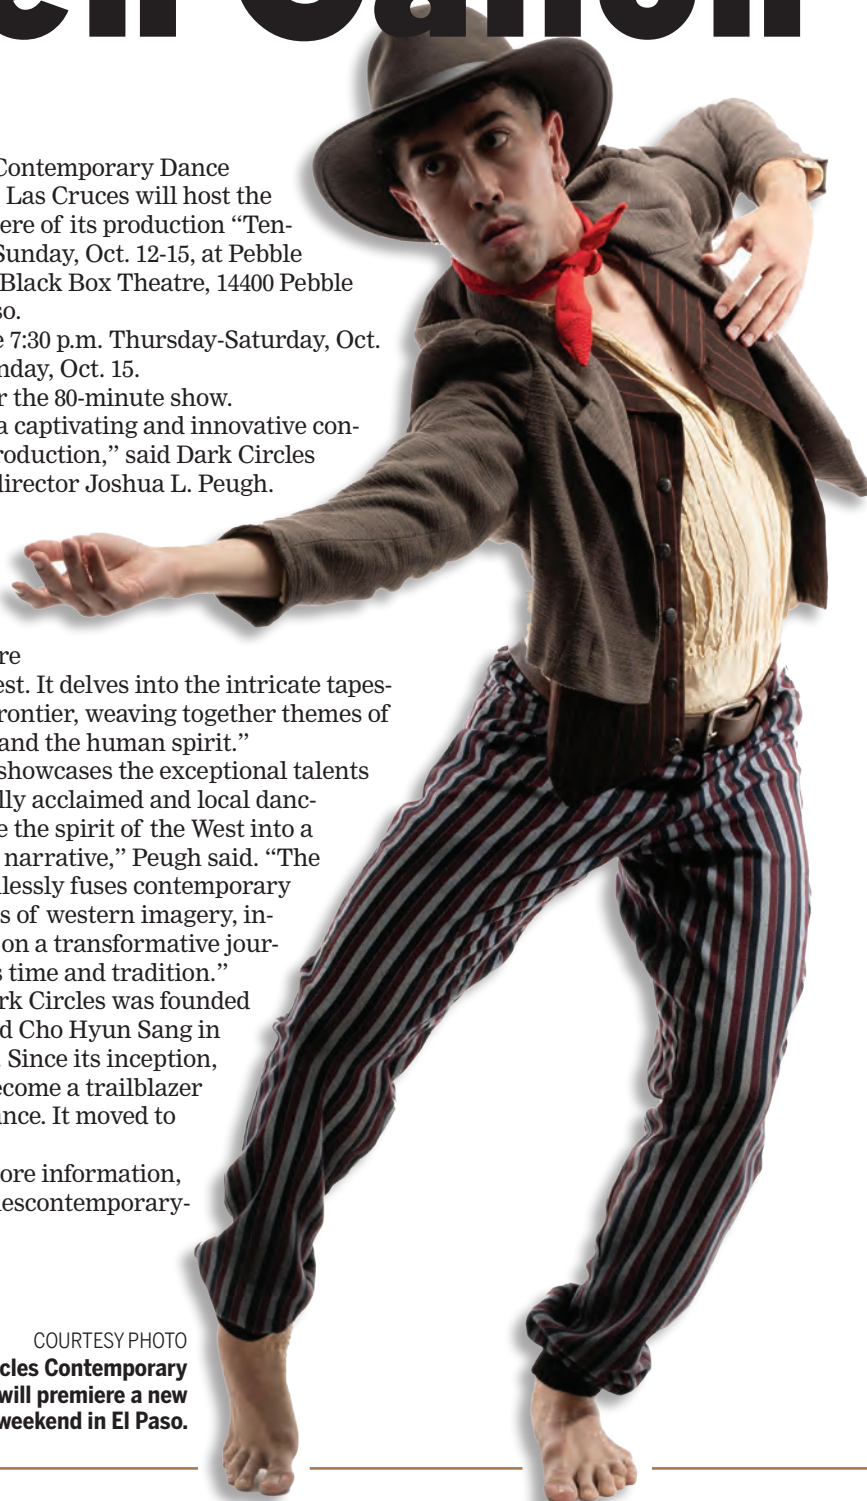 Contemporary Dance
Las Cruces will host the
ere of its production “Ten-
Sunday, Oct. 12-15, at Pebble
Black Box Theatre, 14400 Pebble
so.
e 7:30 p.m. Thursday-Saturday, Oct.
nday, Oct. 15.
r the 80-minute show.
a captivating and innovative con-
roduction,” said Dark Circles
director Joshua L. Peugh.
re
est. It delves into the intricate tapes-
rontier, weaving together themes of
and the human spirit.”
showcases the exceptional talents
lly acclaimed and local danc-
e the spirit of the West into a
narrative,” Peugh said. “The
lessly fuses contemporary
s of western imagery, in-
on a transformative jour-
s time and tradition.”
rk Circles was founded
d Cho Hyun Sang in
. Since its inception,
ecome a trailblazer
ance. It moved to
ore information,
lescontemporary-
COURTESY PHOTO
cles Contemporary
will premiere a new
weekend in El Paso.